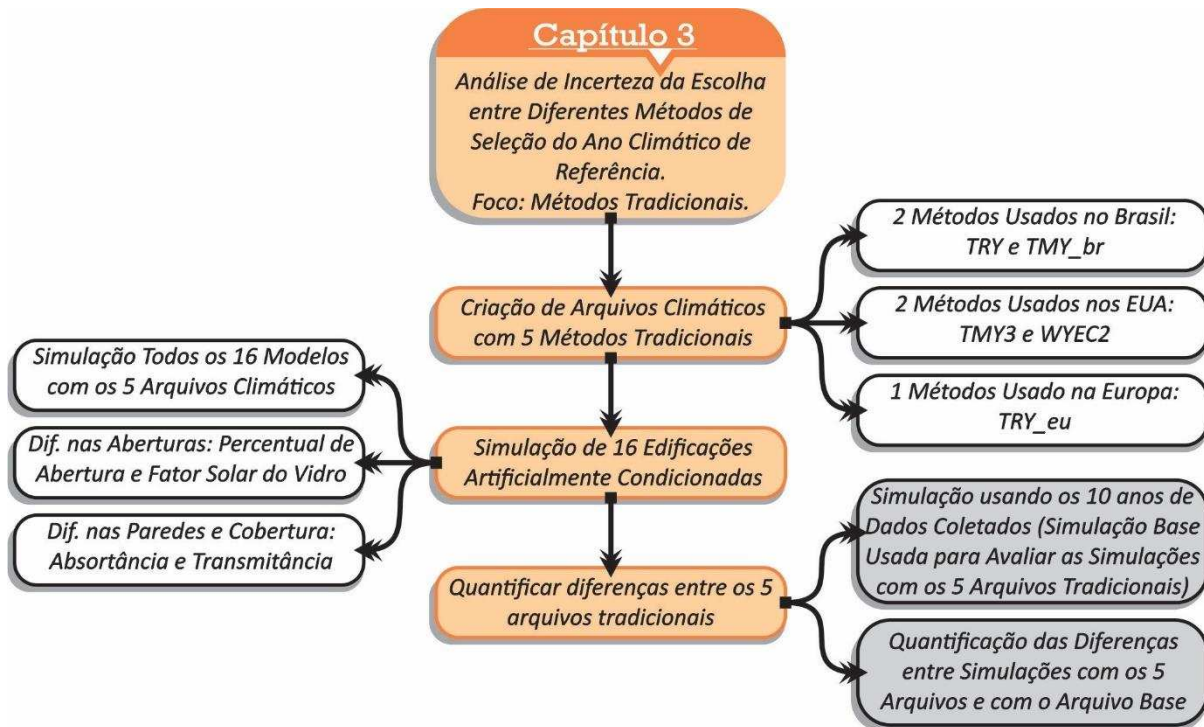 Capítulo 3
Análise de Incerteza da Escolha
entre Diferentes Métodos de
Seleção do Ano Climático de
Referência.
Foco: Métodos Tradicionais.
Criação de Arquivos Climáticos
com 5 Métodos Tradicionais
2 Métodos Usados no Brasil:
TRY e TMY_br
2 Métodos Usados nos EUA:
TMY3 e WYEC2
1 Métodos Usado na Europa:
TRY_eu
Simulação de 16 Edificações
Artificialmente Condicionadas
Simulação Todos os 16 Modelos
com os 5 Arquivos Climáticos
Dif. nas Aberturas: Percentual de
Abertura e Fator Solar do Vidro
Dif. nas Paredes e Cobertura:
Absortância e Transmitância
Quantificar diferenças entre os 5
arquivos tradicionais
Simulação usando os 10 anos de
Dados Coletados (Simulação Base
Usada para Avaliar as Simulações
com os 5 Arquivos Tradicionais)
Quantificação das Diferenças
entre Simulações com os 5
Arquivos e com o Arquivo Base